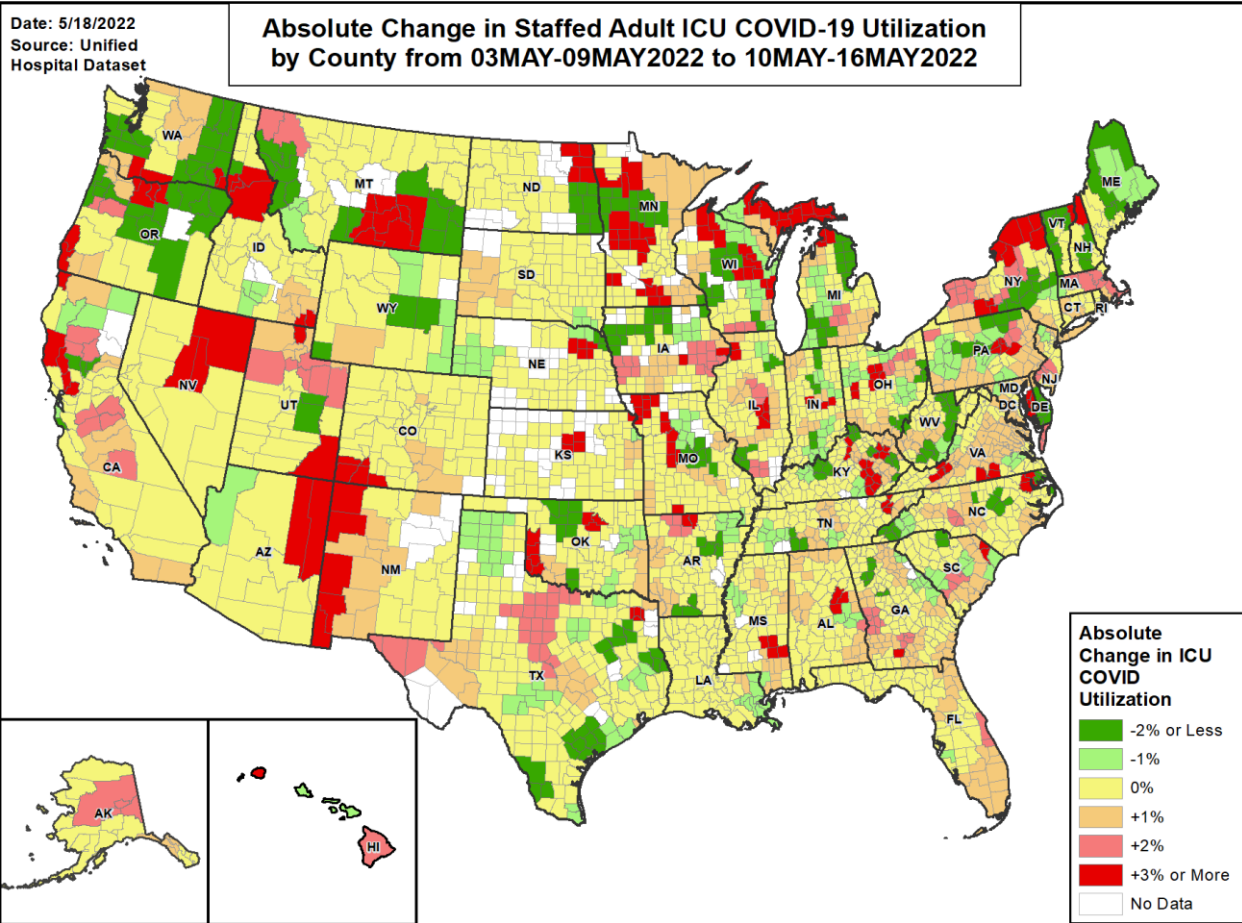 Date: 5/18/2022
Source: Unified
Hospital Dataset
Absolute Change in Staffed Adult ICU COVID-19 Utilization
by County from 03MAY-09MAY2022 to 10MAY-16MAY2022
WA
MT
ND
MN
ME
VT
NH
OR
ID
SD
WI
MI
NY
MA
CT
RI
WY
NE
IA
PA
NJ
NV
UT
CO
KS
MO
IL
IN
OH
MD
DC
DE
WV
VA
KY
CA
AZ
NM
OK
AR
TN
NC
SC
TX
LA
MS
AL
GA
FL
AK
HI
Absolute
Change in ICU
COVID
Utilization
-2% or Less
-1%
0%
+1%
+2%
+3% or More
No Data